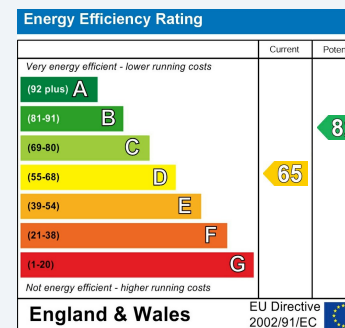 Energy Efficiency Rating
Current
Very energy efficient - lower running costs
(92 plus) A
(81-91) B
(69-80) C
(55-68) D
65
(39-54) E
(21-38) F
(1-20) G
Not energy efficient - higher running costs
England & Wales
EU Directive
2002/91/EC